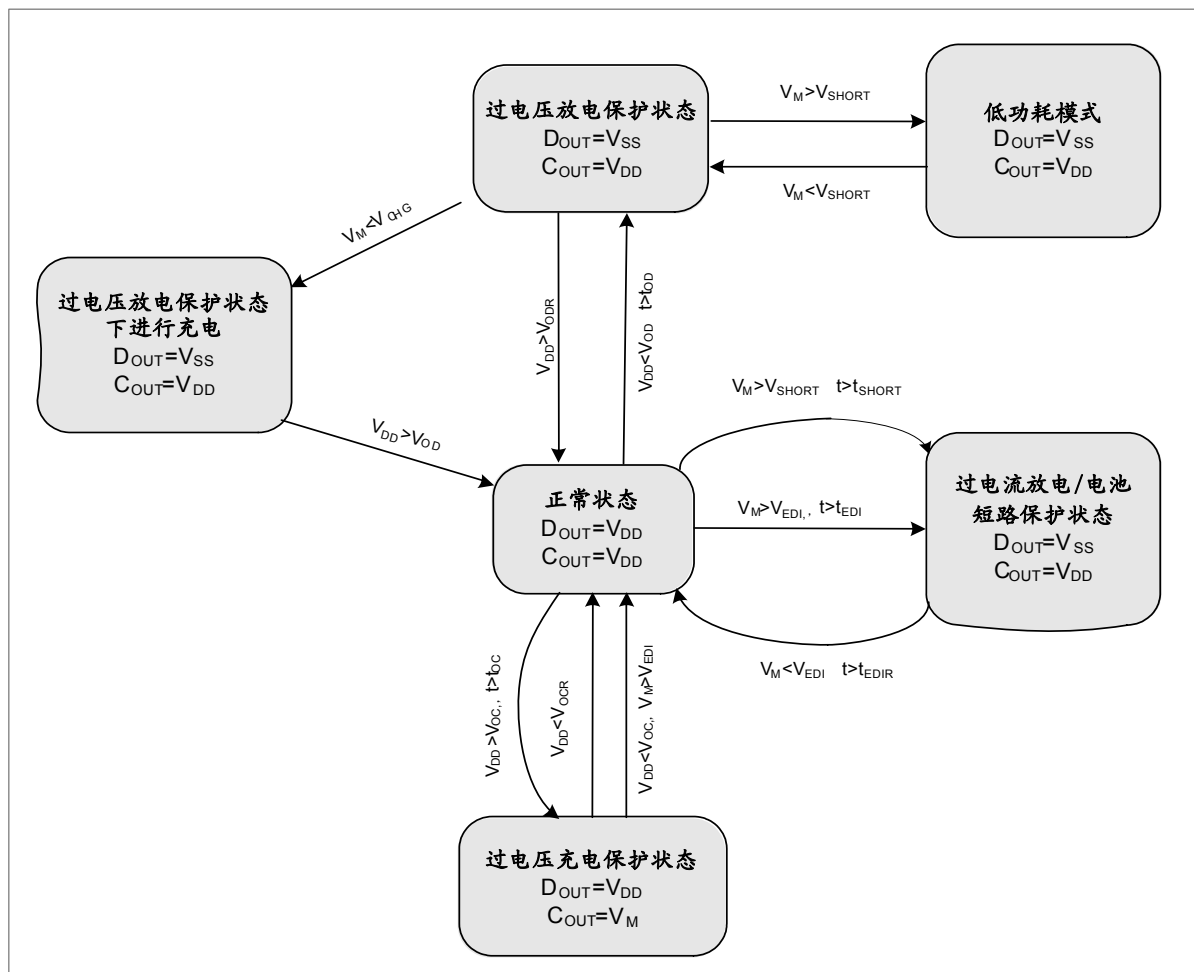 过电压放电保护状态
DOUT=VSS
COUT=VDD
VM>VSHORT
VM<VSHORT
低功耗模式
DOUT=VSS
COUT=VDD
VM<VCHG
过电压放电保护状态
下进行充电
DOUT=VSS
COUT=VDD
VDD>VODR
VDD<VOD t>tOD
VDD>VOD
VM>VSHORT t>tSHORT
正常状态
DOUT=VDD
COUT=VDD
VM>VEDI,, t>tEDI
过电流放电/电池
短路保护状态
DOUT=VSS
COUT=VDD
VM<VEDI t>tEDIR
VDD>VOC,, t>tOC
VDD<VOCR
VDD<VOC,, VM>VEDI
过电压充电保护状态
DOUT=VDD
COUT=VM